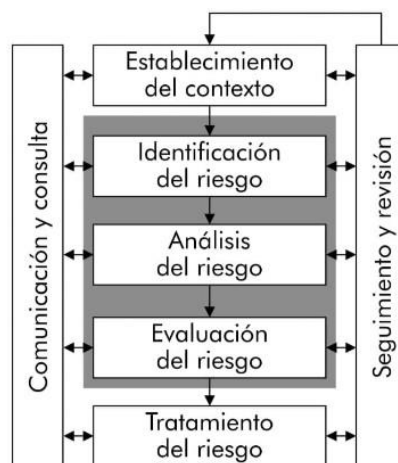 Establecimiento
del contexto
Identificación
del riesgo
Análisis
del riesgo
Evaluación
del riesgo
Tratamiento
del riesgo
Comunicación y consulta
Seguimiento y revisión